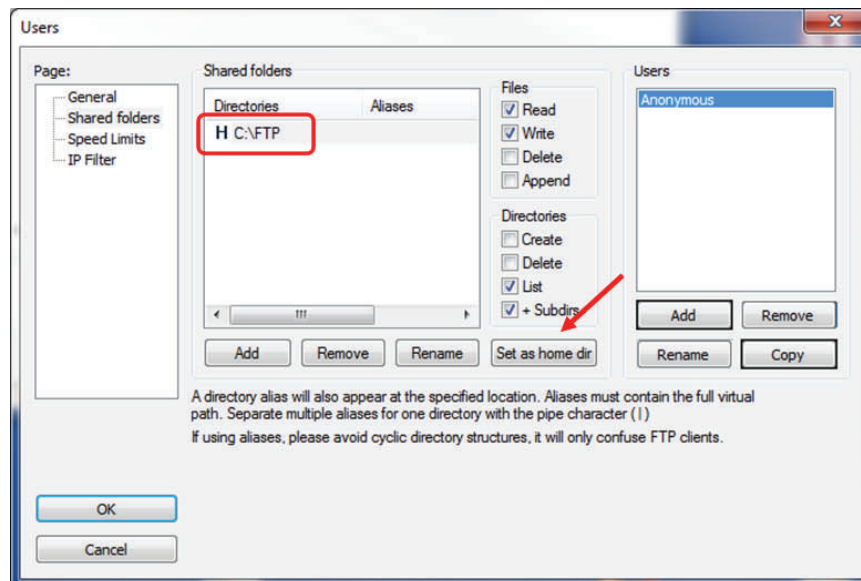 Users
Page:
General
Shared folders
Speed Limits
IP Filter
Shared folders
Directories Aliases
H C:\FTP
Files
Read
Write
Delete
Append
Directories
Create
Delete
List
+ Subdirs
Add Remove Rename Set as home dir
Users
Anonymous
Add Remove
Rename Copy
A directory alias will also appear at the specified location. Aliases must contain the full virtual
path. Separate multiple aliases for one directory with the pipe character ( | )
If using aliases, please avoid cyclic directory structures, it will only confuse FTP clients.
OK
Cancel